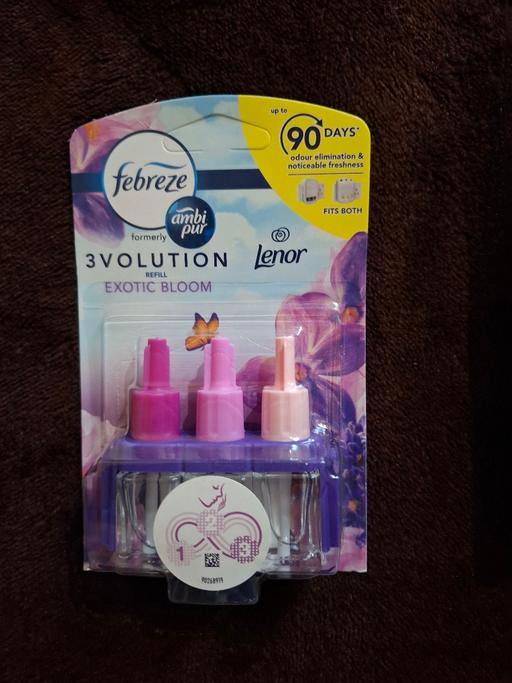 up to
90 DAYS*
odour elimination &
noticeable freshness
FITS BOTH
febreze
ambi
pur
formerly
3VOLUTION
REFILL
EXOTIC BLOOM
Lenor
2
1
3